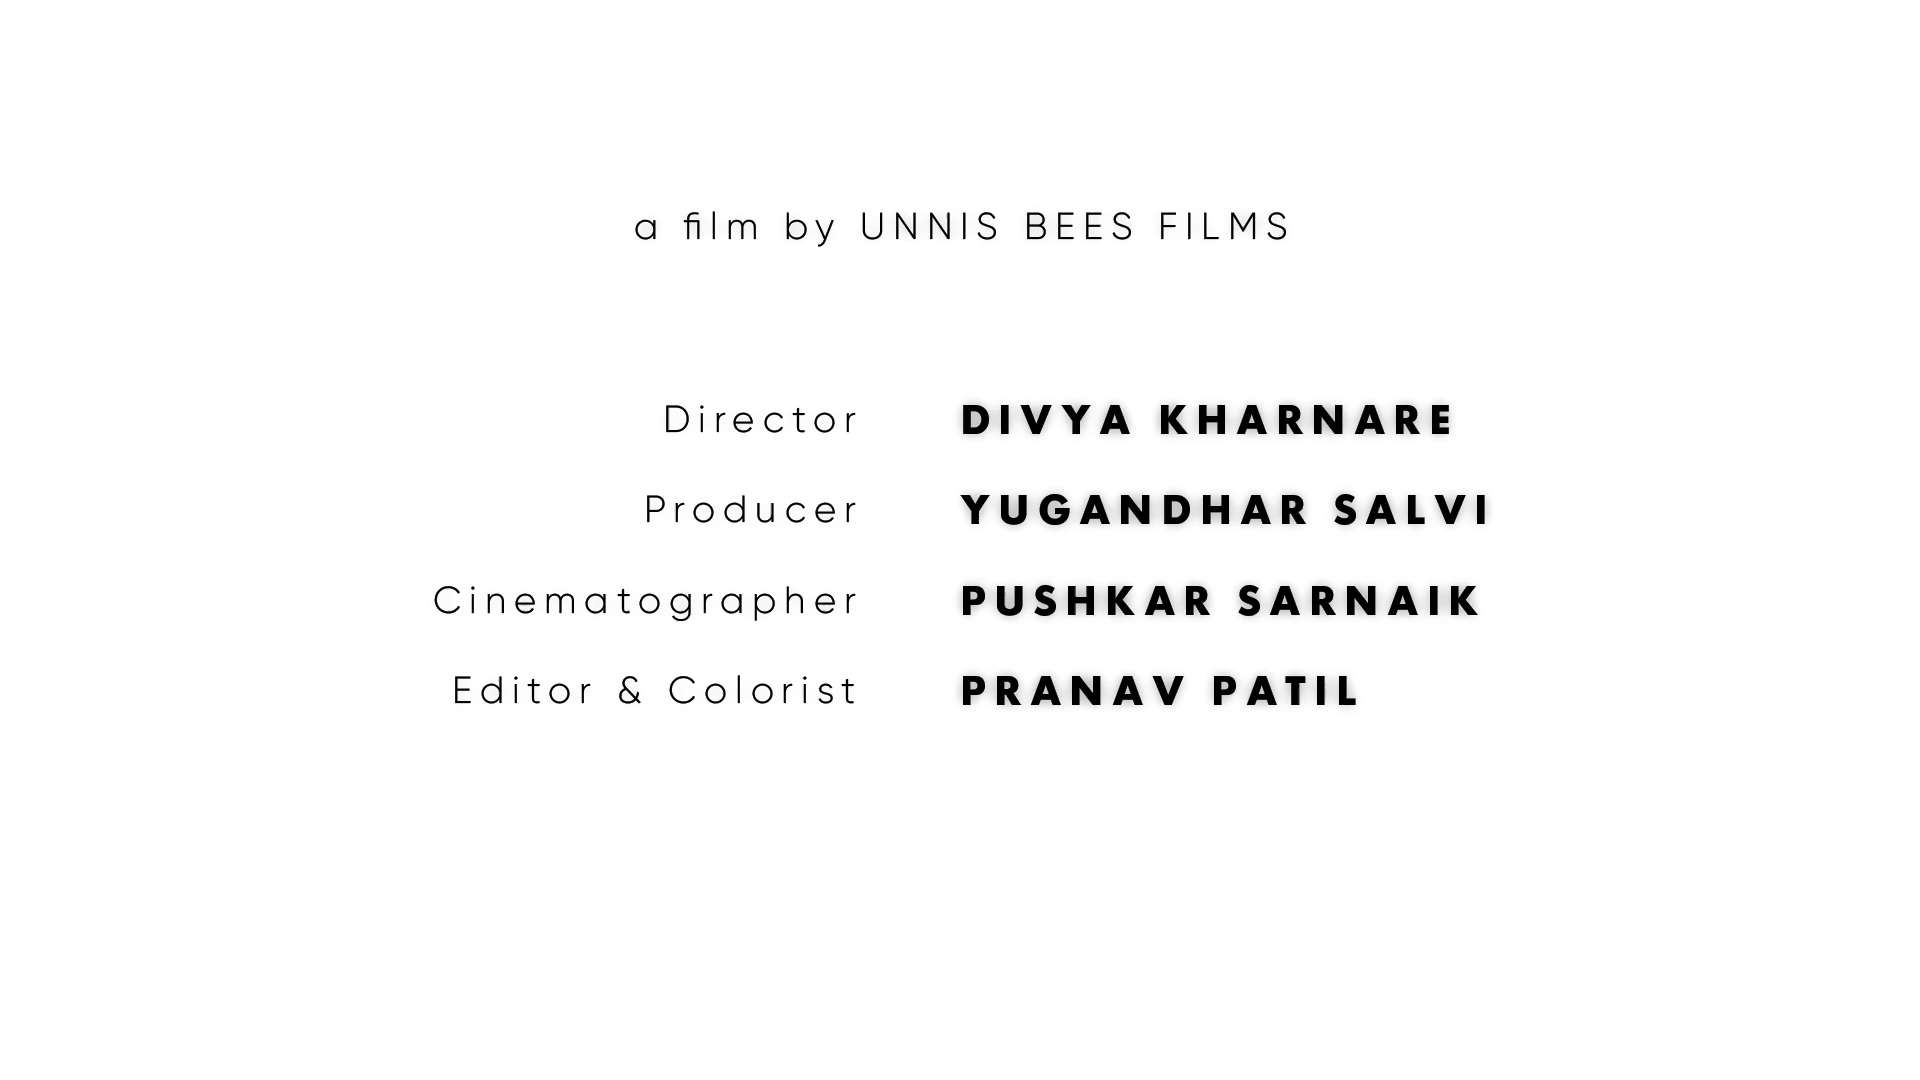 a film by UNNIS BEES FILMS
Director DIVYA KHARNARE
Producer YUGANDHAR SALVI
Cinematographer PUSHKAR SARNAIK
Editor & Colorist PRANAV PATIL